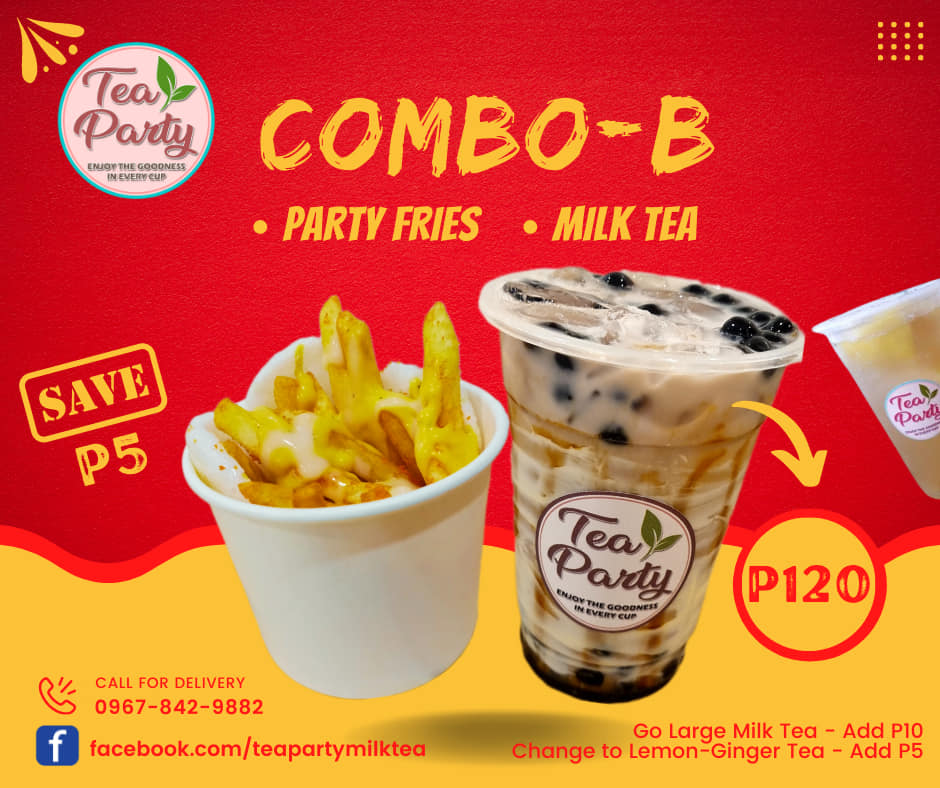 Tea
Party
ENJOY THE GOODNESS
IN EVERY CUP
COMBO-B
• PARTY FRIES • MILK TEA
SAVE
P5
Tea
Party
Tea
Party
ENJOY THE GOODNESS
IN EVERY CUP
P120
CALL FOR DELIVERY
0967-842-9882
f facebook.com/teapartymilktea
Go Large Milk Tea - Add P10
Change to Lemon-Ginger Tea - Add P5